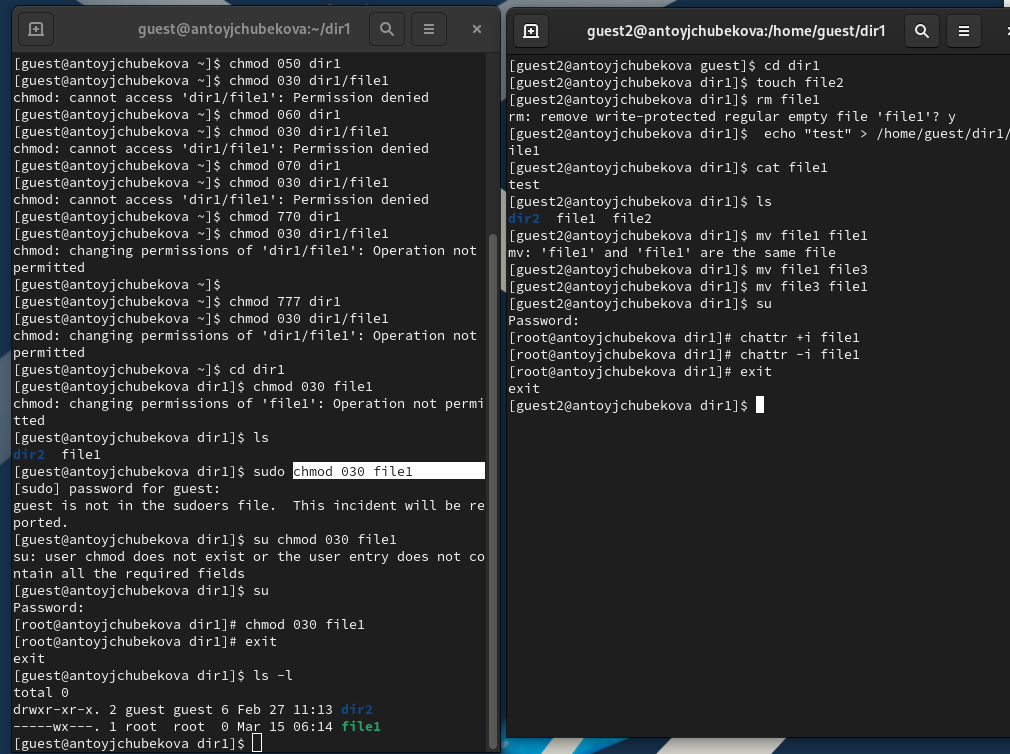 guest@antoyjchubekova:~/dir1
[guest@antoyjchubekova ~]$ chmod 050 dir1
[guest@antoyjchubekova ~]$ chmod 030 dir1/file1
chmod: cannot access 'dir1/file1': Permission denied
[guest@antoyjchubekova ~]$ chmod 060 dir1
[guest@antoyjchubekova ~]$ chmod 030 dir1/file1
chmod: cannot access 'dir1/file1': Permission denied
[guest@antoyjchubekova ~]$ chmod 070 dir1
[guest@antoyjchubekova ~]$ chmod 030 dir1/file1
chmod: cannot access 'dir1/file1': Permission denied
[guest@antoyjchubekova ~]$ chmod 770 dir1
[guest@antoyjchubekova ~]$ chmod 030 dir1/file1
chmod: changing permissions of 'dir1/file1': Operation not
permitted
[guest@antoyjchubekova ~]$
[guest@antoyjchubekova ~]$ chmod 777 dir1
[guest@antoyjchubekova ~]$ chmod 030 dir1/file1
chmod: changing permissions of 'dir1/file1': Operation not
permitted
[guest@antoyjchubekova ~]$ cd dir1
[guest@antoyjchubekova dir1]$ chmod 030 file1
chmod: changing permissions of 'file1': Operation not permi
tted
[guest@antoyjchubekova dir1]$ ls
dir2  file1
[guest@antoyjchubekova dir1]$ sudo chmod 030 file1
[sudo] password for guest:
guest is not in the sudoers file.  This incident will be re
ported.
[guest@antoyjchubekova dir1]$ su chmod 030 file1
su: user chmod does not exist or the user entry does not co
ntain all the required fields
[guest@antoyjchubekova dir1]$ su
Password:
[root@antoyjchubekova dir1]# chmod 030 file1
[root@antoyjchubekova dir1]# exit
exit
[guest@antoyjchubekova dir1]$ ls -l
total 0
drwxr-xr-x. 2 guest guest 6 Feb 27 11:13 dir2
-----wx---. 1 root  root  0 Mar 15 06:14 file1
[guest@antoyjchubekova dir1]$
guest2@antoyjchubekova:/home/guest/dir1
[guest2@antoyjchubekova guest]$ cd dir1
[guest2@antoyjchubekova dir1]$ touch file2
[guest2@antoyjchubekova dir1]$ rm file1
rm: remove write-protected regular empty file 'file1'? y
[guest2@antoyjchubekova dir1]$  echo "test" > /home/guest/dir1/
ile1
[guest2@antoyjchubekova dir1]$ cat file1
test
[guest2@antoyjchubekova dir1]$ ls
dir2  file1  file2
[guest2@antoyjchubekova dir1]$ mv file1 file1
mv: 'file1' and 'file1' are the same file
[guest2@antoyjchubekova dir1]$ mv file1 file3
[guest2@antoyjchubekova dir1]$ mv file3 file1
[guest2@antoyjchubekova dir1]$ su
Password:
[root@antoyjchubekova dir1]# chattr +i file1
[root@antoyjchubekova dir1]# chattr -i file1
[root@antoyjchubekova dir1]# exit
exit
[guest2@antoyjchubekova dir1]$